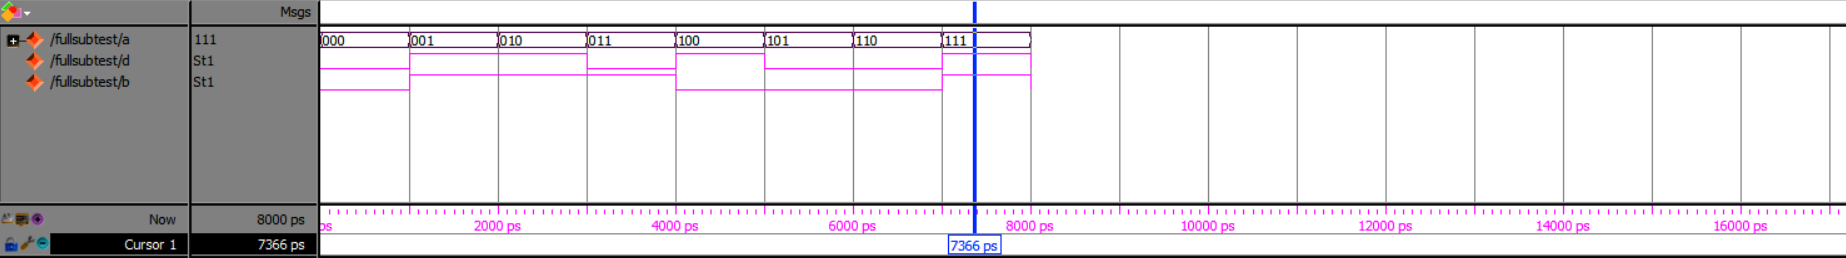 Msgs
/fullsubtest/a 111 000 001 010 011 100 101 110 111
/fullsubtest/d St1
/fullsubtest/b St1
Now 8000 ps ps 2000 ps 4000 ps 6000 ps 8000 ps 10000 ps 12000 ps 14000 ps 16000 ps
Cursor 1 7366 ps 7366 ps